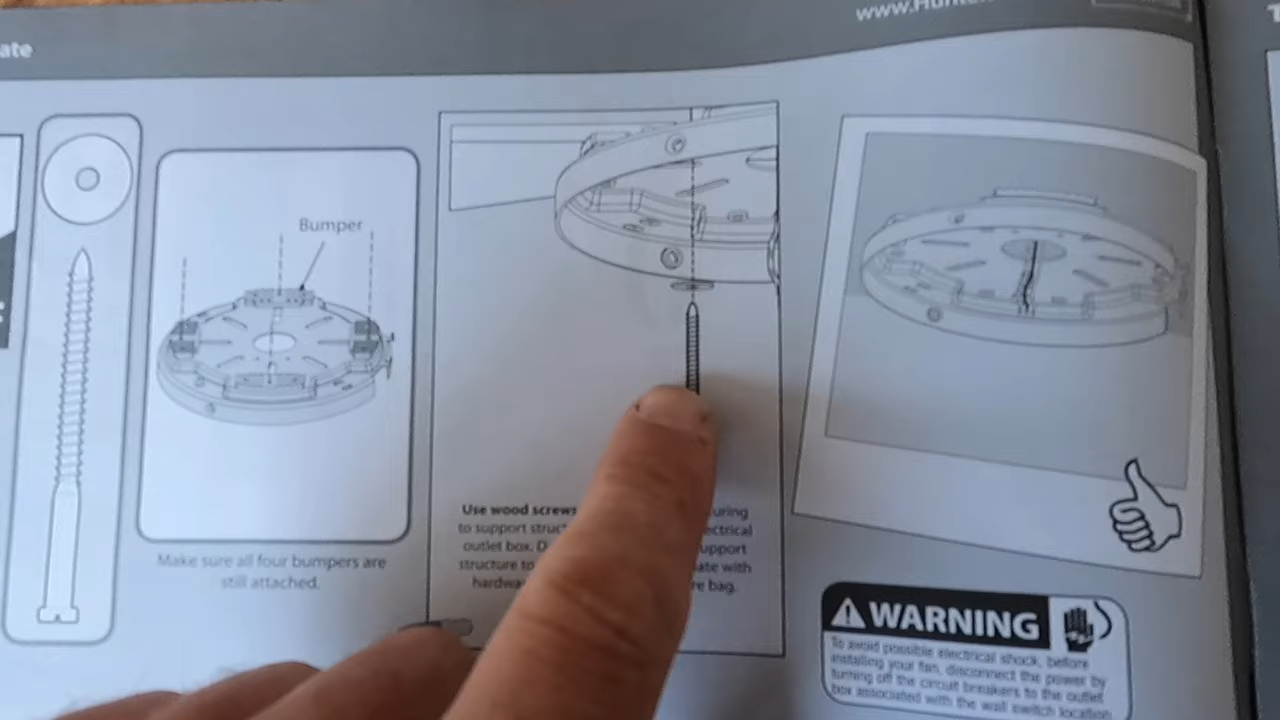 ate
www.Hunte
Bumper
Make sure all four bumpers are
still attached.
Use wood screws uring
to support struc ectrical
outlet box. D upport
structure to ate with
hardwa re bag.
WARNING
To avoid possible electrical shock, before
installing your fan, disconnect the power by
turning off the circuit breakers to the outlet
box associated with the wall switch location